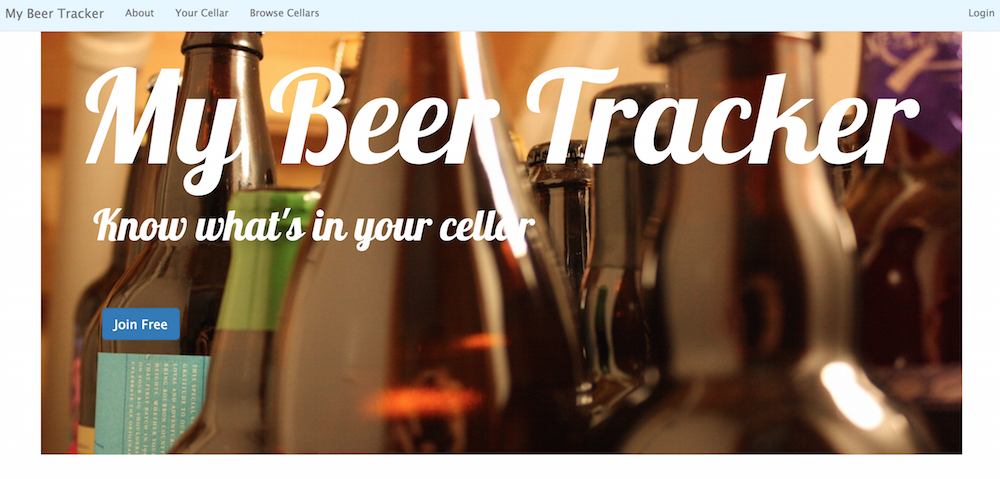 My Beer Tracker About Your Cellar Browse Cellars Login
My Beer Tracker
Know what's in your cellar
Join Free